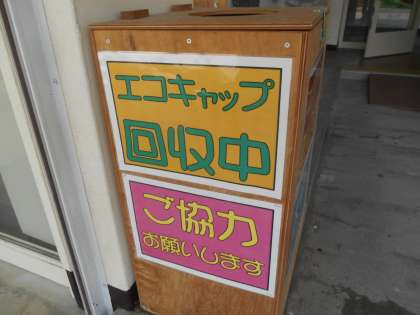 エコキャップ
回収中
ご協力
お願いします